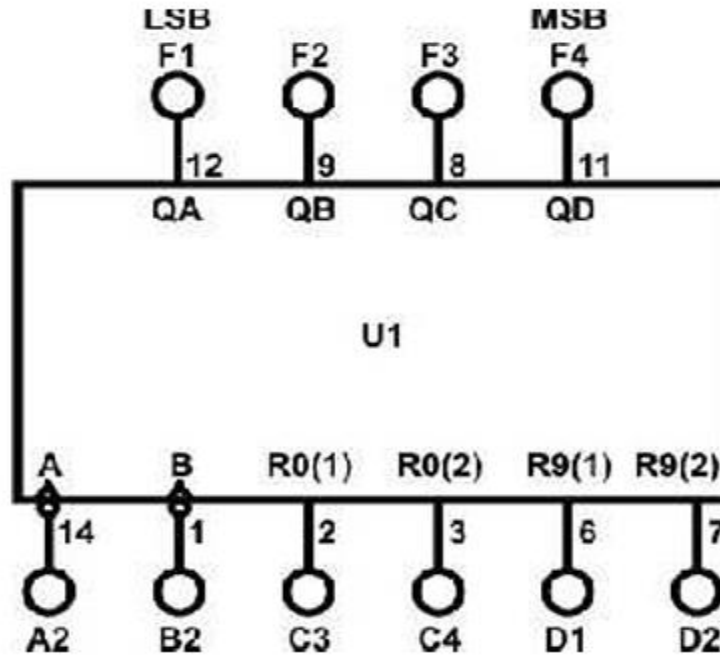 LSB MSB
F1 F2 F3 F4
12 9 8 11
QA QB QC QD
U1
A B R0(1) R0(2) R9(1) R9(2)
14 1 2 3 6 7
A2 B2 C3 C4 D1 D2